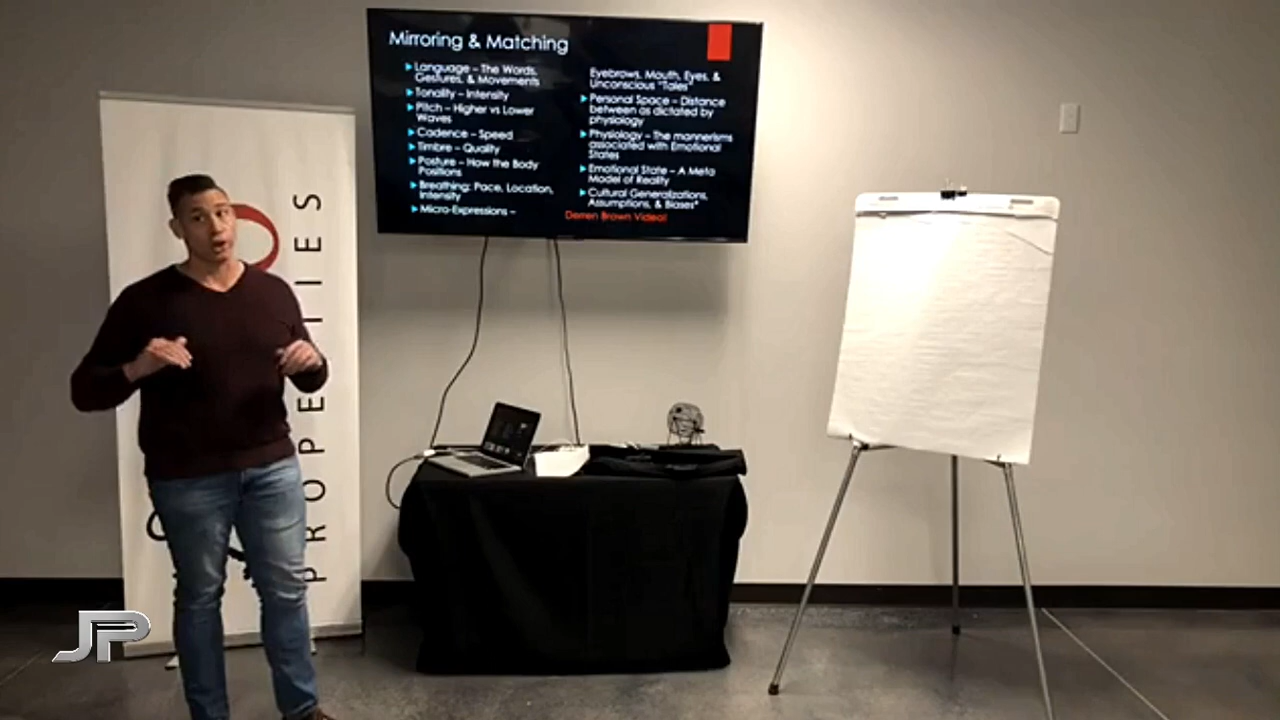 Mirroring & Matching
Language – The Words,
Gestures, & Movements
Tonality – Intensity
Pitch – Higher vs Lower
Waves
Cadence – Speed
Timbre – Quality
Posture – How the Body
Positions
Breathing: Pace, Location,
Intensity
Micro-Expressions –
Eyebrows, Mouth, Eyes, &
Unconscious "Tales"
Personal Space – Distance
between as dictated by
physiology
Physiology – The mannerisms
associated with Emotional
States
Emotional State – A Meta
Model of Reality
Cultural Generalizations,
Assumptions, & Biases*
Derren Brown Video!
PROPE TIES
JP